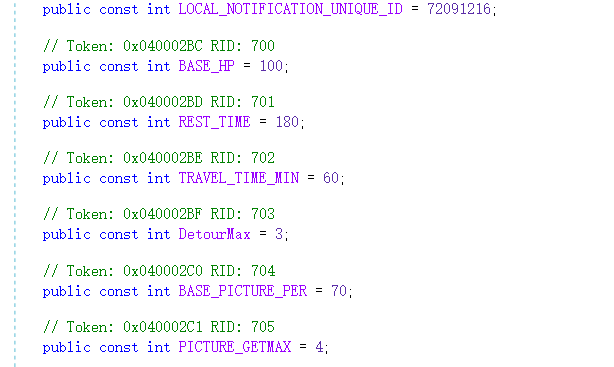 public const int LOCAL_NOTIFICATION_UNIQUE_ID = 72091216;
// Token: 0x040002BC RID: 700
public const int BASE_HP = 100;
// Token: 0x040002BD RID: 701
public const int REST_TIME = 180;
// Token: 0x040002BE RID: 702
public const int TRAVEL_TIME_MIN = 60;
// Token: 0x040002BF RID: 703
public const int DetourMax = 3;
// Token: 0x040002C0 RID: 704
public const int BASE_PICTURE_PER = 70;
// Token: 0x040002C1 RID: 705
public const int PICTURE_GETMAX = 4;